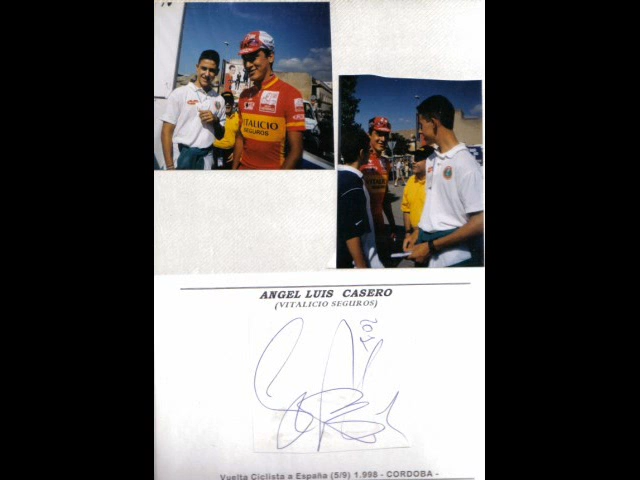 VITALICIO
SEGUROS
ANGEL LUIS CASERO
(VITALICIO SEGUROS)
Vuelta Ciclista a España (5/9) 1.998 - CORDOBA -